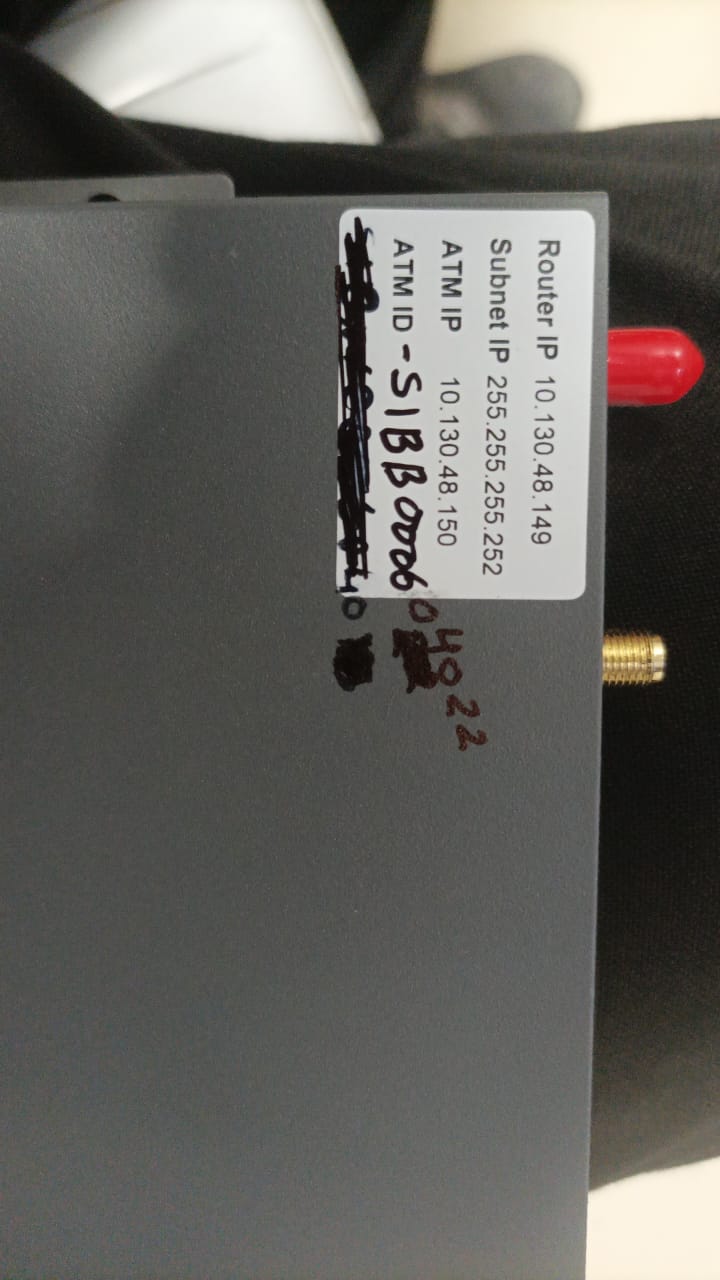 Router IP 10.130.48.149
Subnet IP 255.255.255.252
ATM IP 10.130.48.150
ATM ID - SIBB0006
04022